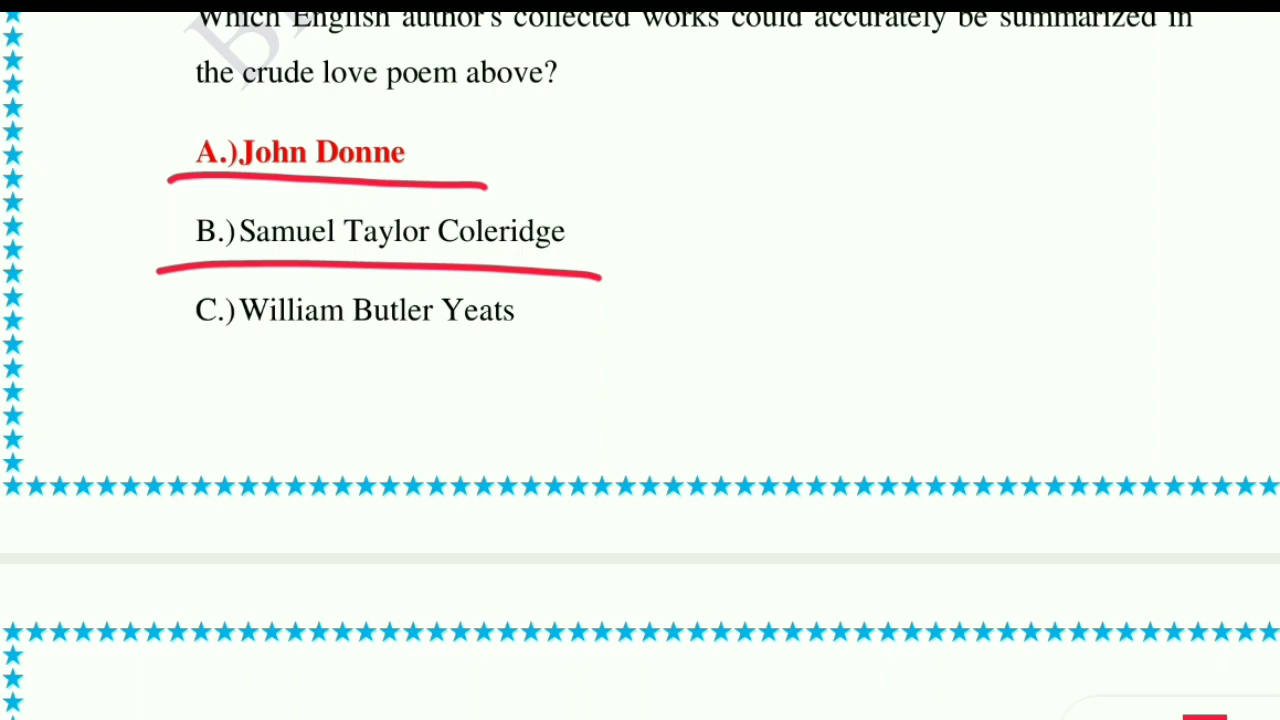 Which English author's collected works could accurately be summarized in
the crude love poem above?
A.)John Donne
B.)Samuel Taylor Coleridge
C.)William Butler Yeats